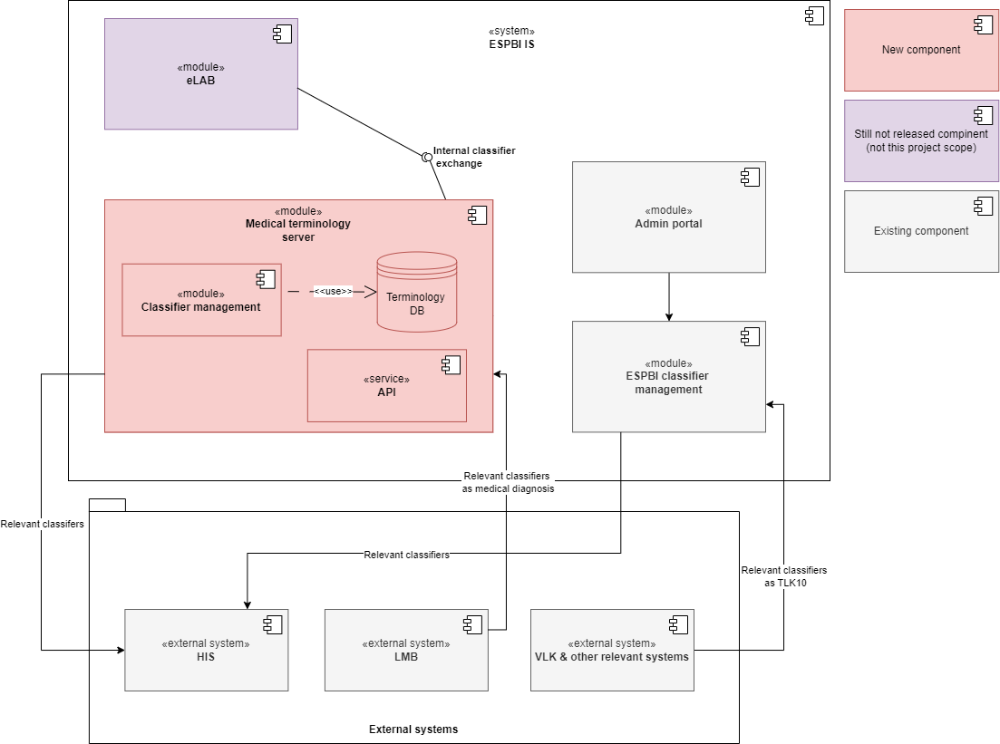 «system»
ESPBI IS
«module»
eLAB
New component
Still not released compinent
(not this project scope)
Existing component
Internal classifier
exchange
«module»
Medical terminology
server
«module»
Admin portal
«module»
Classifier management
<<use>>
Terminology
DB
«service»
API
«module»
ESPBI classifier
management
Relevant classifiers
as medical diagnosis
Relevant classifers
Relevant classifiers
Relevant classifiers
as TLK10
«external system»
HIS
«external system»
LMB
«external system»
VLK & other relevant systems
External systems